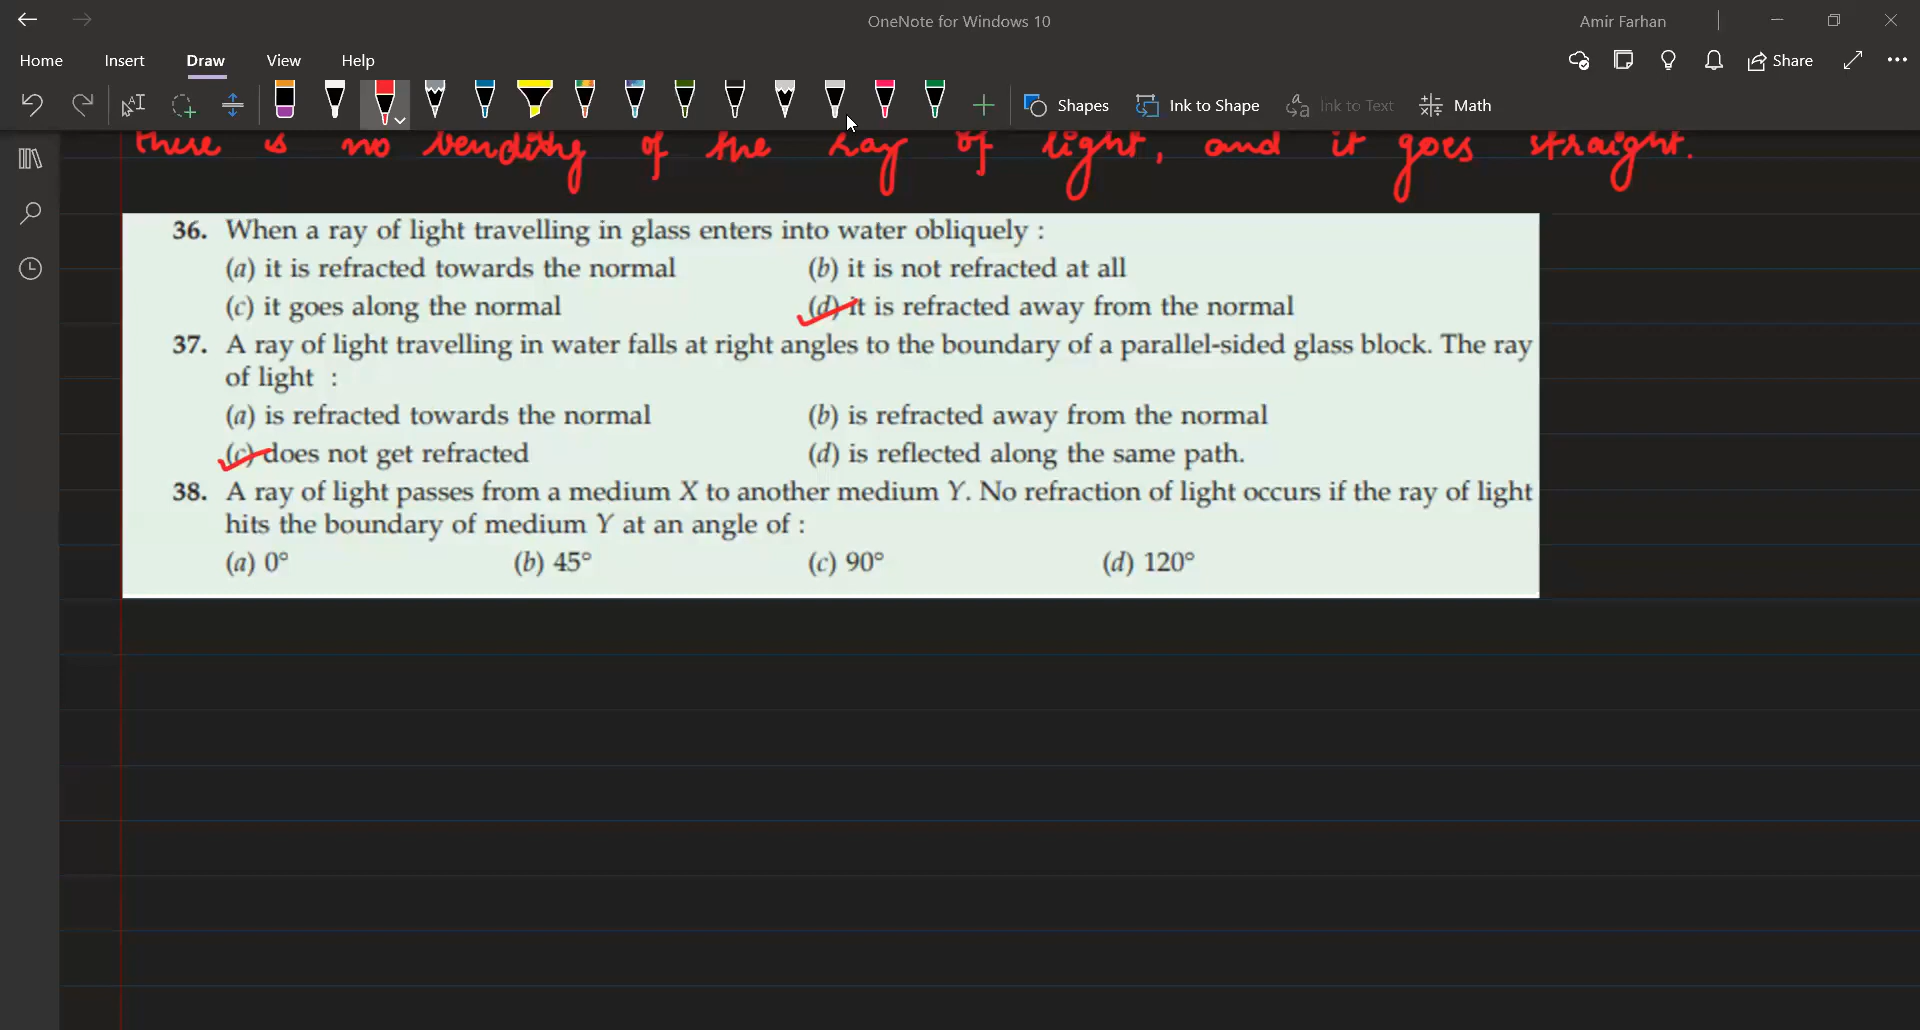 OneNote for Windows 10
Amir Farhan
Home Insert Draw View Help
Share
Shapes Ink to Shape Ink to Text Math
there is no bending of the ray of light, and it goes straight.
36. When a ray of light travelling in glass enters into water obliquely :
(a) it is refracted towards the normal (b) it is not refracted at all
(c) it goes along the normal (d) it is refracted away from the normal
37. A ray of light travelling in water falls at right angles to the boundary of a parallel-sided glass block. The ray
of light :
(a) is refracted towards the normal (b) is refracted away from the normal
(c) does not get refracted (d) is reflected along the same path.
38. A ray of light passes from a medium X to another medium Y. No refraction of light occurs if the ray of light
hits the boundary of medium Y at an angle of :
(a) 0° (b) 45° (c) 90° (d) 120°